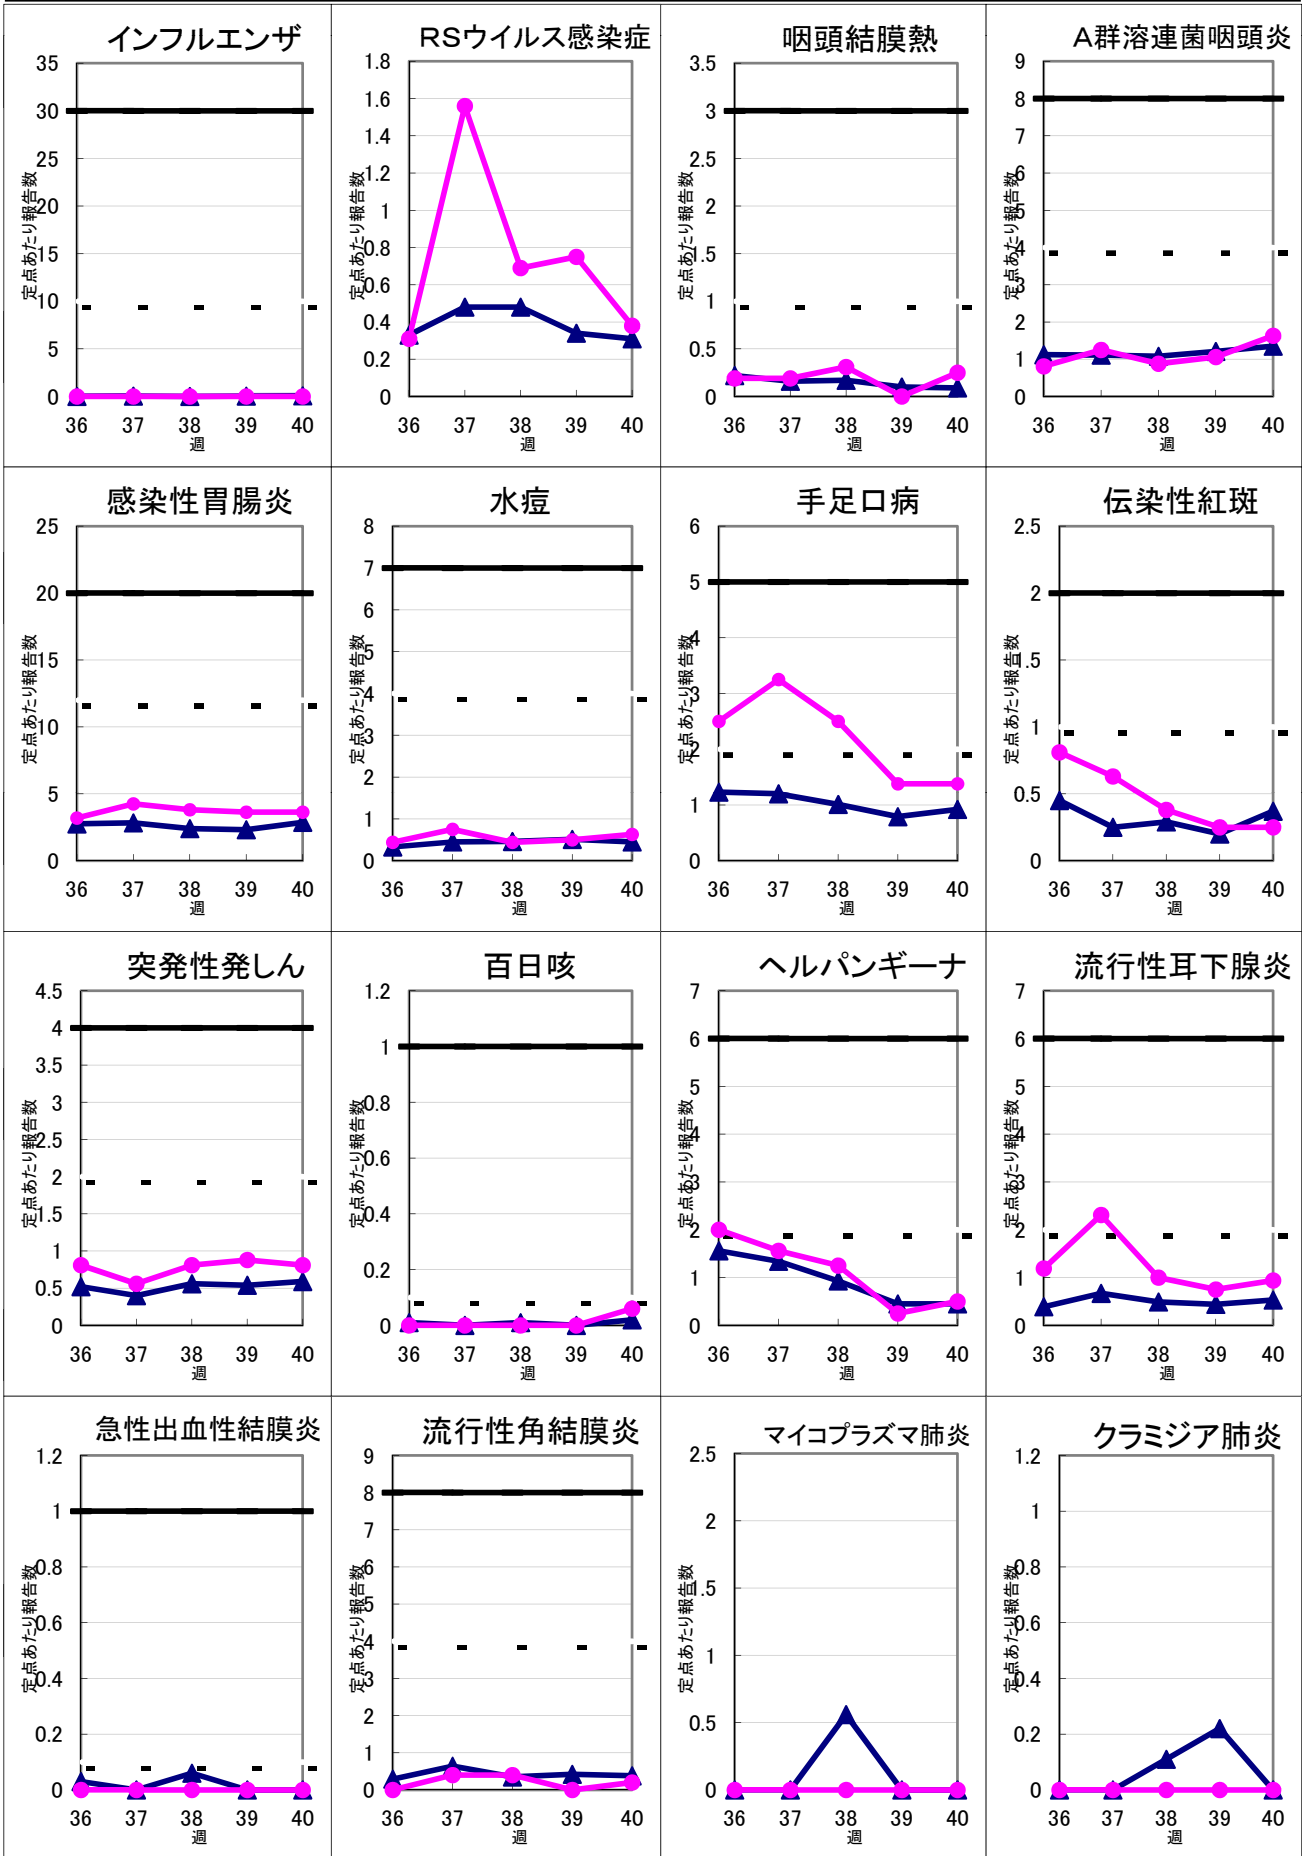 インフルエンザ
35
30
25
20
15
10
5
0
定点あたり報告数
36 37 38 39 40
週
RSウイルス感染症
1.8
1.6
1.4
1.2
1
0.8
0.6
0.4
0.2
0
定点あたり報告数
36 37 38 39 40
週
咽頭結膜熱
3.5
3
2.5
2
1.5
1
0.5
0
定点あたり報告数
36 37 38 39 40
週
A群溶連菌咽頭炎
9
8
7
6
5
4
3
2
1
0
定点あたり報告数
36 37 38 39 40
週
感染性胃腸炎
25
20
15
10
5
0
定点あたり報告数
36 37 38 39 40
週
水痘
8
7
6
5
4
3
2
1
0
定点あたり報告数
36 37 38 39 40
週
手足口病
6
5
4
3
2
1
0
定点あたり報告数
36 37 38 39 40
週
伝染性紅斑
2.5
2
1.5
1
0.5
0
定点あたり報告数
36 37 38 39 40
週
突発性発しん
4.5
4
3.5
3
2.5
2
1.5
1
0.5
0
定点あたり報告数
36 37 38 39 40
週
百日咳
1.2
1
0.8
0.6
0.4
0.2
0
定点あたり報告数
36 37 38 39 40
週
ヘルパンギーナ
7
6
5
4
3
2
1
0
定点あたり報告数
36 37 38 39 40
週
流行性耳下腺炎
7
6
5
4
3
2
1
0
定点あたり報告数
36 37 38 39 40
週
急性出血性結膜炎
1.2
1
0.8
0.6
0.4
0.2
0
定点あたり報告数
36 37 38 39 40
週
流行性角結膜炎
9
8
7
6
5
4
3
2
1
0
定点あたり報告数
36 37 38 39 40
週
マイコプラズマ肺炎
2.5
2
1.5
1
0.5
0
定点あたり報告数
36 37 38 39 40
週
クラミジア肺炎
1.2
1
0.8
0.6
0.4
0.2
0
定点あたり報告数
36 37 38 39 40
週